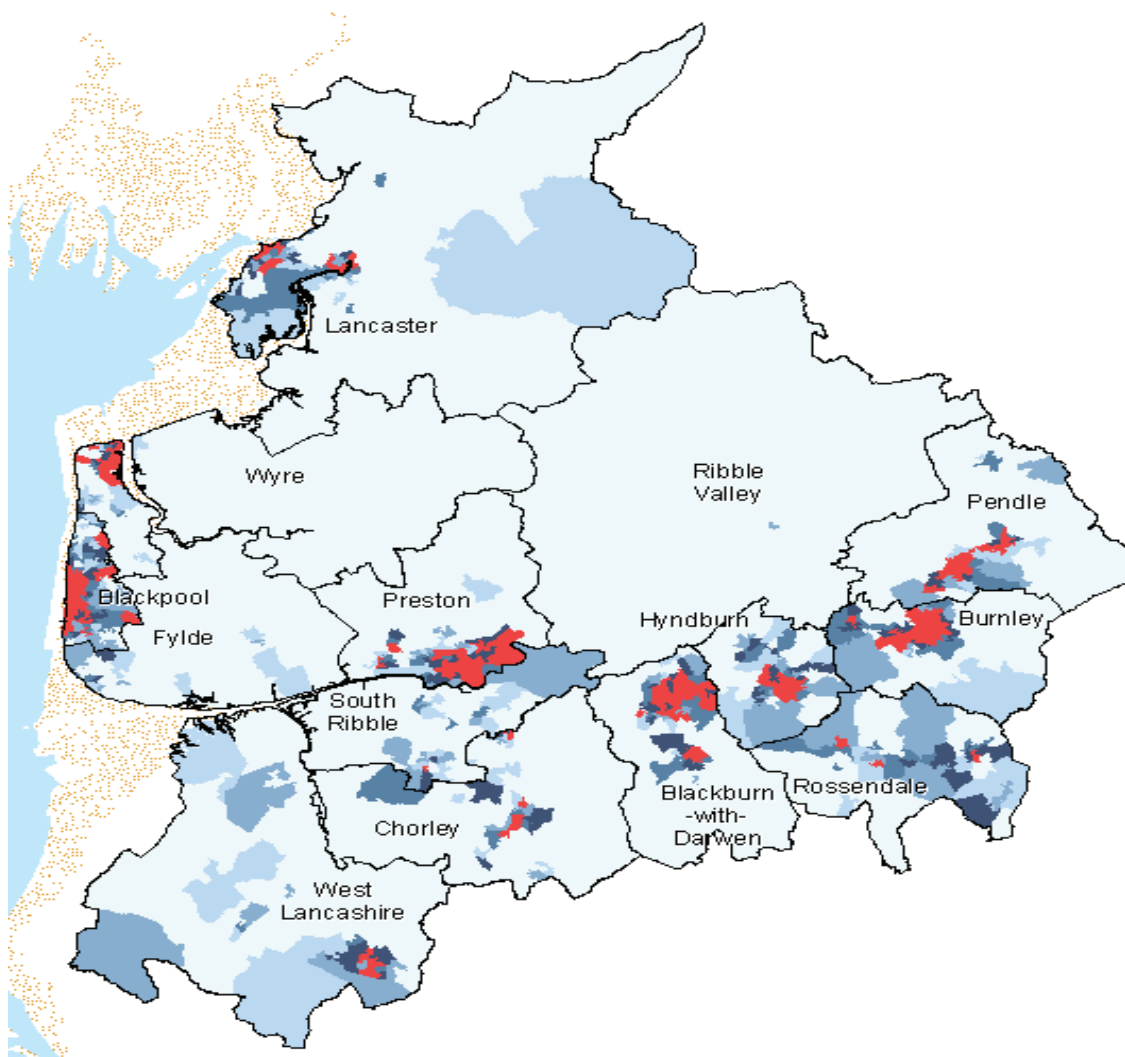 Lancaster
Wyre
Ribble
Valley
Pendle
Blackpool
Preston
Fylde
Hyndburn
Burnley
South
Ribble
Blackburn
-with-
Darwen
Rossendale
Chorley
West
Lancashire